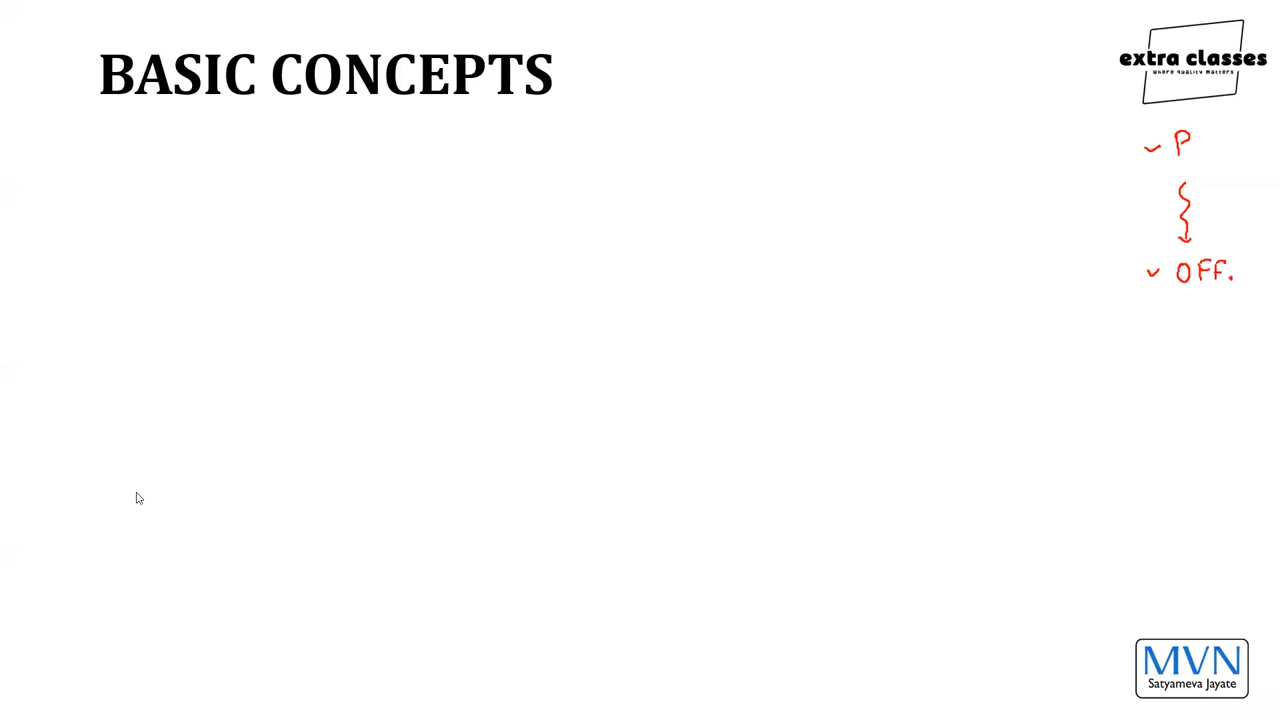 BASIC CONCEPTS
extra classes
where quality matters
P
OFF.
MVN
Satyameva Jayate